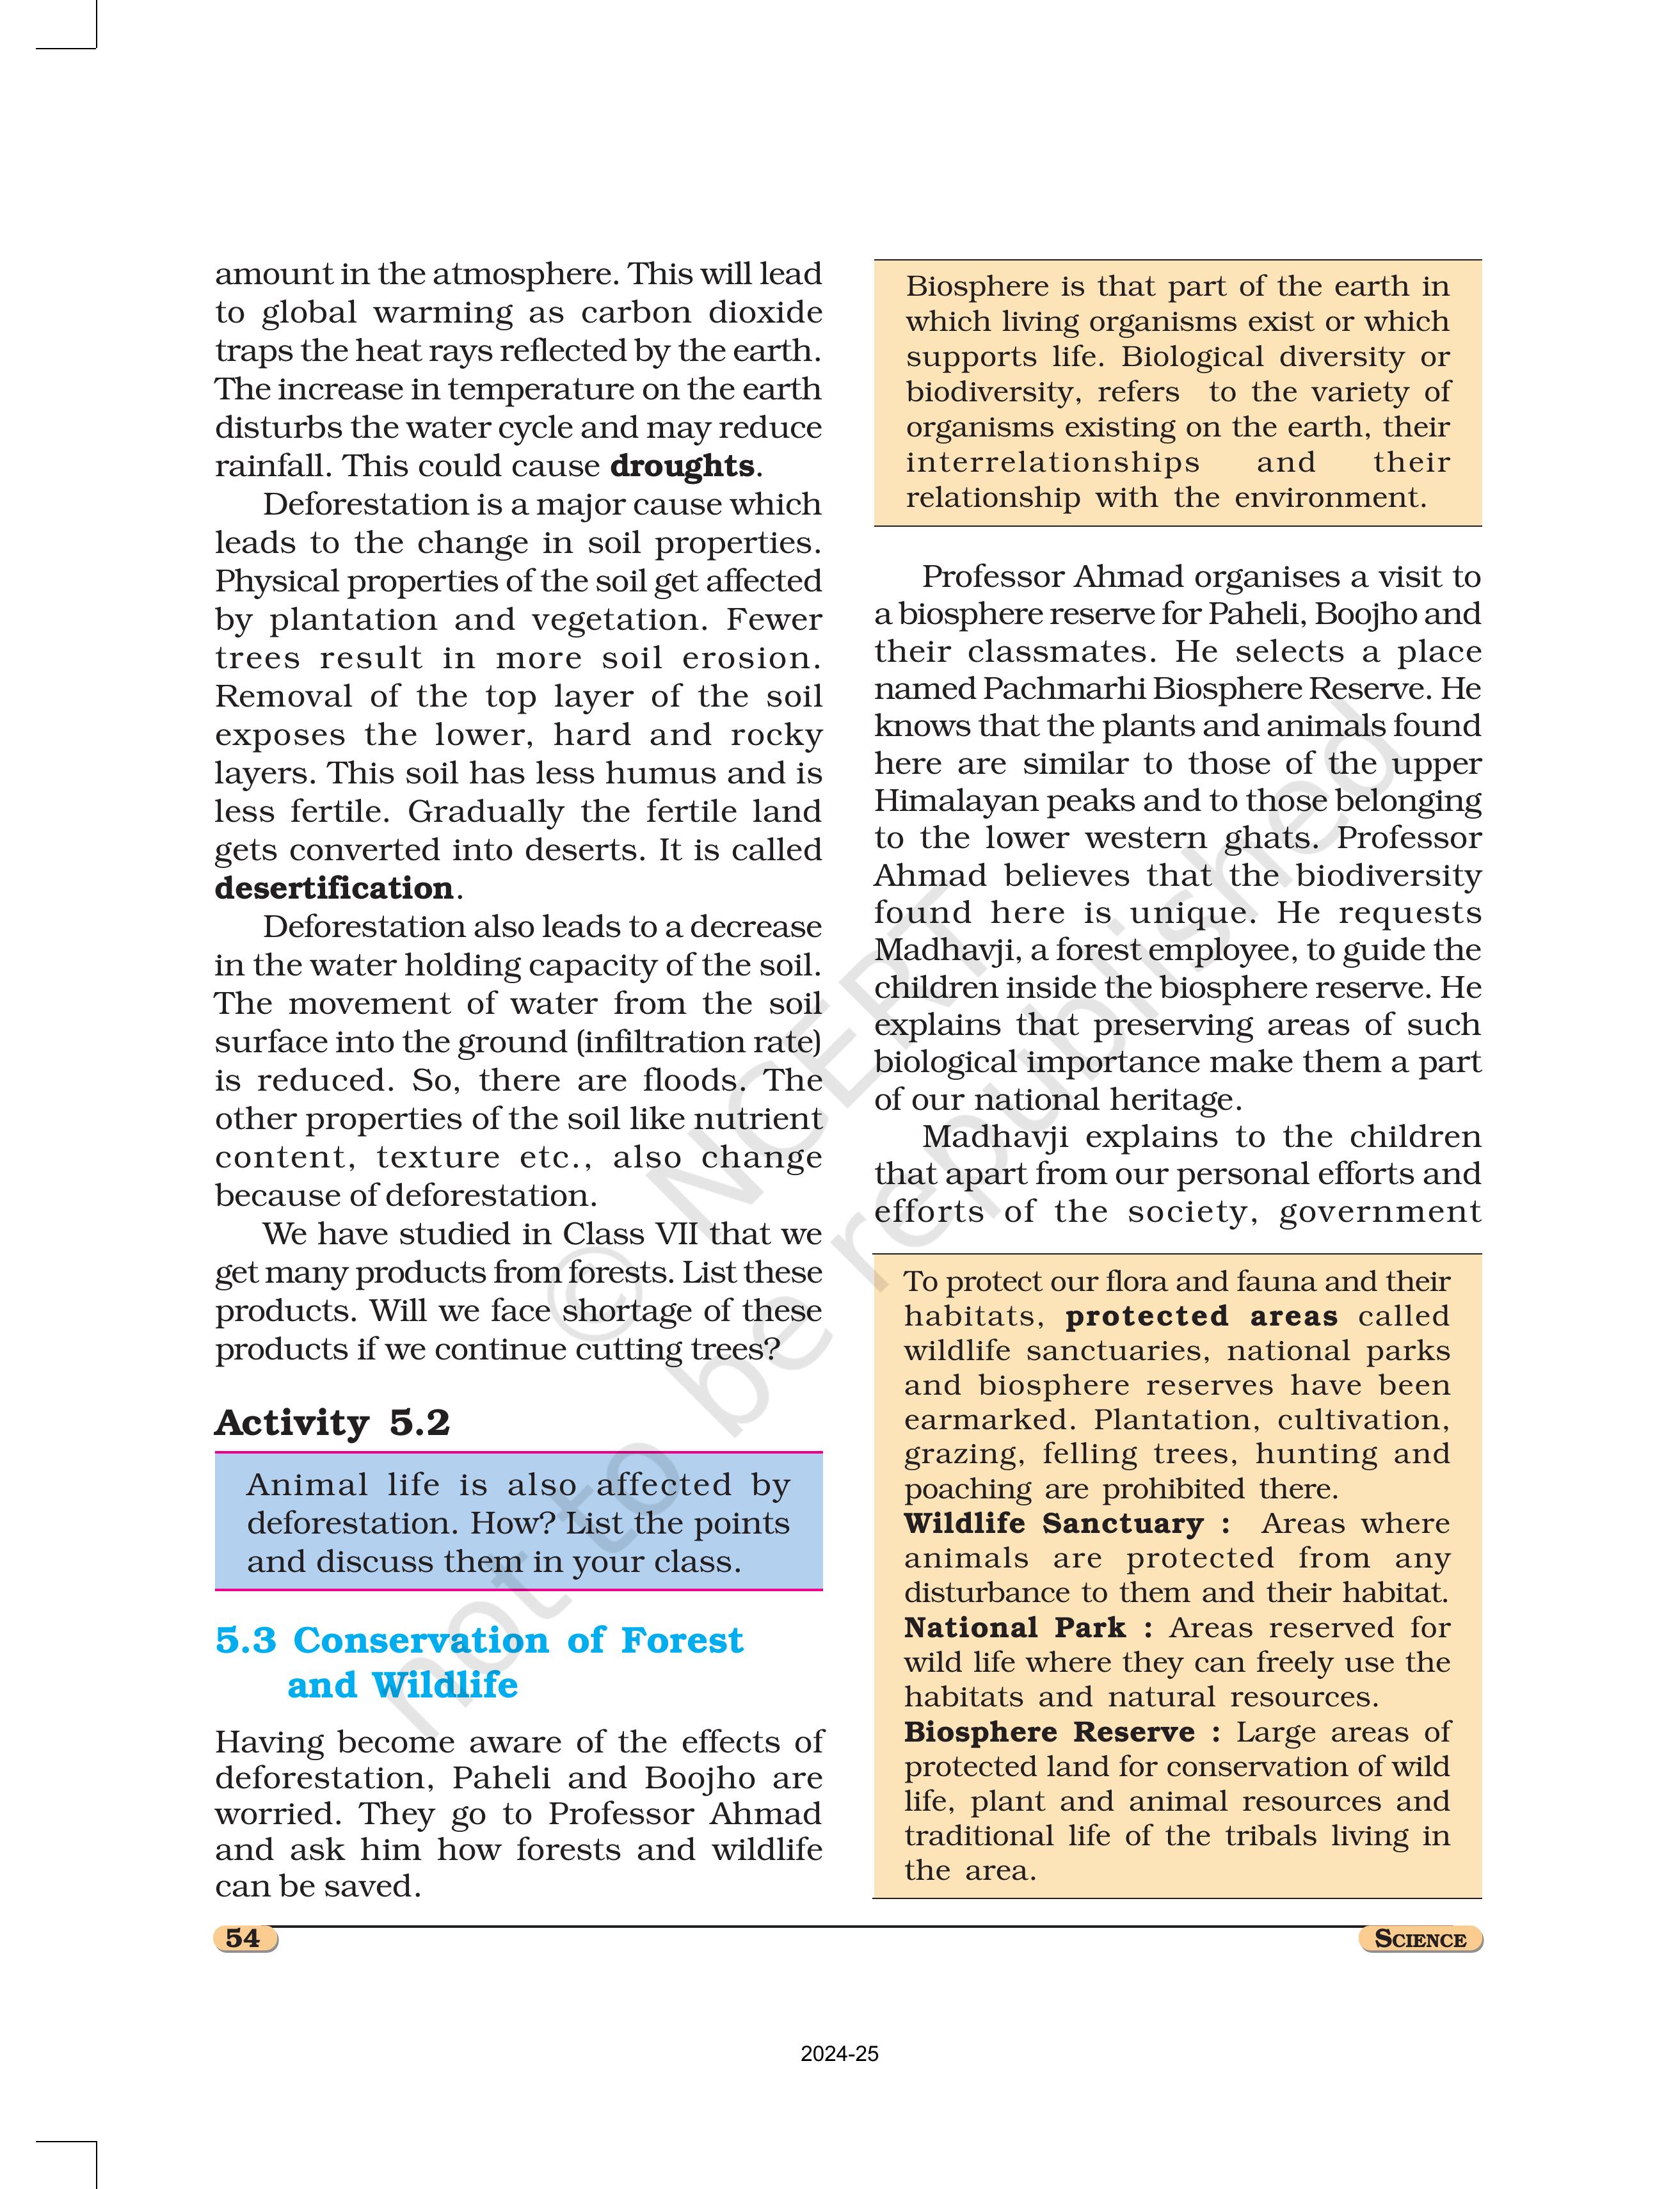 amount in the atmosphere. This will lead
to global warming as carbon dioxide
traps the heat rays reflected by the earth.
The increase in temperature on the earth
disturbs the water cycle and may reduce
rainfall. This could cause droughts.
Deforestation is a major cause which
leads to the change in soil properties.
Physical properties of the soil get affected
by plantation and vegetation. Fewer
trees result in more soil erosion.
Removal of the top layer of the soil
exposes the lower, hard and rocky
layers. This soil has less humus and is
less fertile. Gradually the fertile land
gets converted into deserts. It is called
desertification.
Deforestation also leads to a decrease
in the water holding capacity of the soil.
The movement of water from the soil
surface into the ground (infiltration rate)
is reduced. So, there are floods. The
other properties of the soil like nutrient
content, texture etc., also change
because of deforestation.
We have studied in Class VII that we
get many products from forests. List these
products. Will we face shortage of these
products if we continue cutting trees?
Activity 5.2
Animal life is also affected by
deforestation. How? List the points
and discuss them in your class.
5.3 Conservation of Forest
and Wildlife
Having become aware of the effects of
deforestation, Paheli and Boojho are
worried. They go to Professor Ahmad
and ask him how forests and wildlife
can be saved.
Biosphere is that part of the earth in
which living organisms exist or which
supports life. Biological diversity or
biodiversity, refers to the variety of
organisms existing on the earth, their
interrelationships and their
relationship with the environment.
Professor Ahmad organises a visit to
a biosphere reserve for Paheli, Boojho and
their classmates. He selects a place
named Pachmarhi Biosphere Reserve. He
knows that the plants and animals found
here are similar to those of the upper
Himalayan peaks and to those belonging
to the lower western ghats. Professor
Ahmad believes that the biodiversity
found here is unique. He requests
Madhavji, a forest employee, to guide the
children inside the biosphere reserve. He
explains that preserving areas of such
biological importance make them a part
of our national heritage.
Madhavji explains to the children
that apart from our personal efforts and
efforts of the society, government
To protect our flora and fauna and their
habitats, protected areas called
wildlife sanctuaries, national parks
and biosphere reserves have been
earmarked. Plantation, cultivation,
grazing, felling trees, hunting and
poaching are prohibited there.
Wildlife Sanctuary : Areas where
animals are protected from any
disturbance to them and their habitat.
National Park : Areas reserved for
wild life where they can freely use the
habitats and natural resources.
Biosphere Reserve : Large areas of
protected land for conservation of wild
life, plant and animal resources and
traditional life of the tribals living in
the area.
54
SCIENCE
2024-25
© NCERT
not to be republished